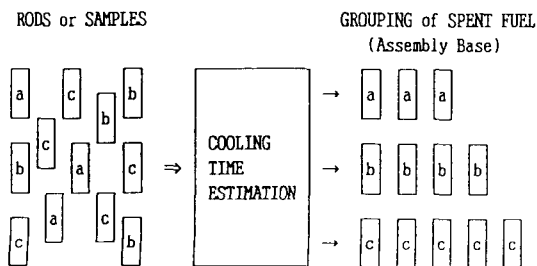 RODS or SAMPLES
GROUPING of SPENT FUEL
(Assembly Base)
a c b
b
c
b a c
a c
c b
⇒
COOLING
TIME
ESTIMATION
→ a a a
→ b b b b
→ c c c c c